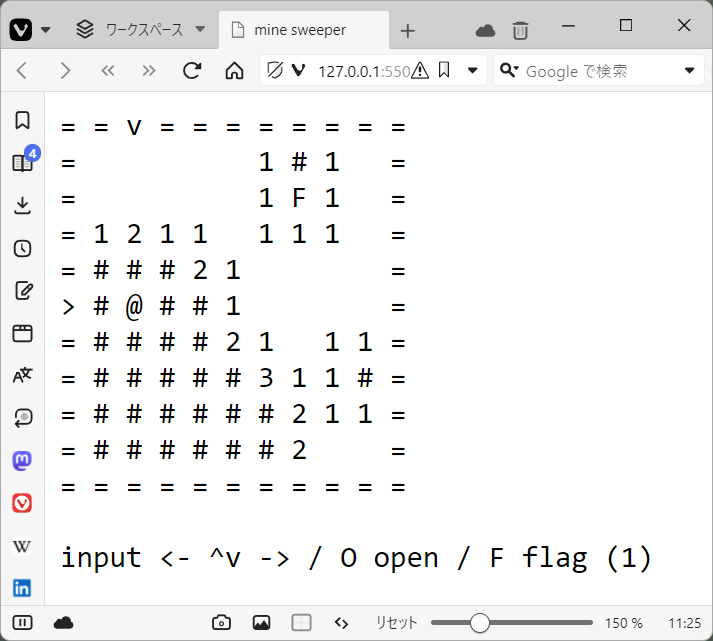 ワークスペース mine sweeper
127.0.0.1:550 Google で検索
4
= = v = = = = = = = =
=           1 # 1   =
=           1 F 1   =
= 1 2 1 1   1 1 1   =
= # # # 2 1         =
> # @ # # 1         =
= # # # # 2 1   1 1 =
= # # # # # 3 1 1 # =
= # # # # # # 2 1 1 =
= # # # # # # 2     =
= = = = = = = = = = =
input <- ^v -> / O open / F flag (1)
W
in
リセット 150 % 11:25